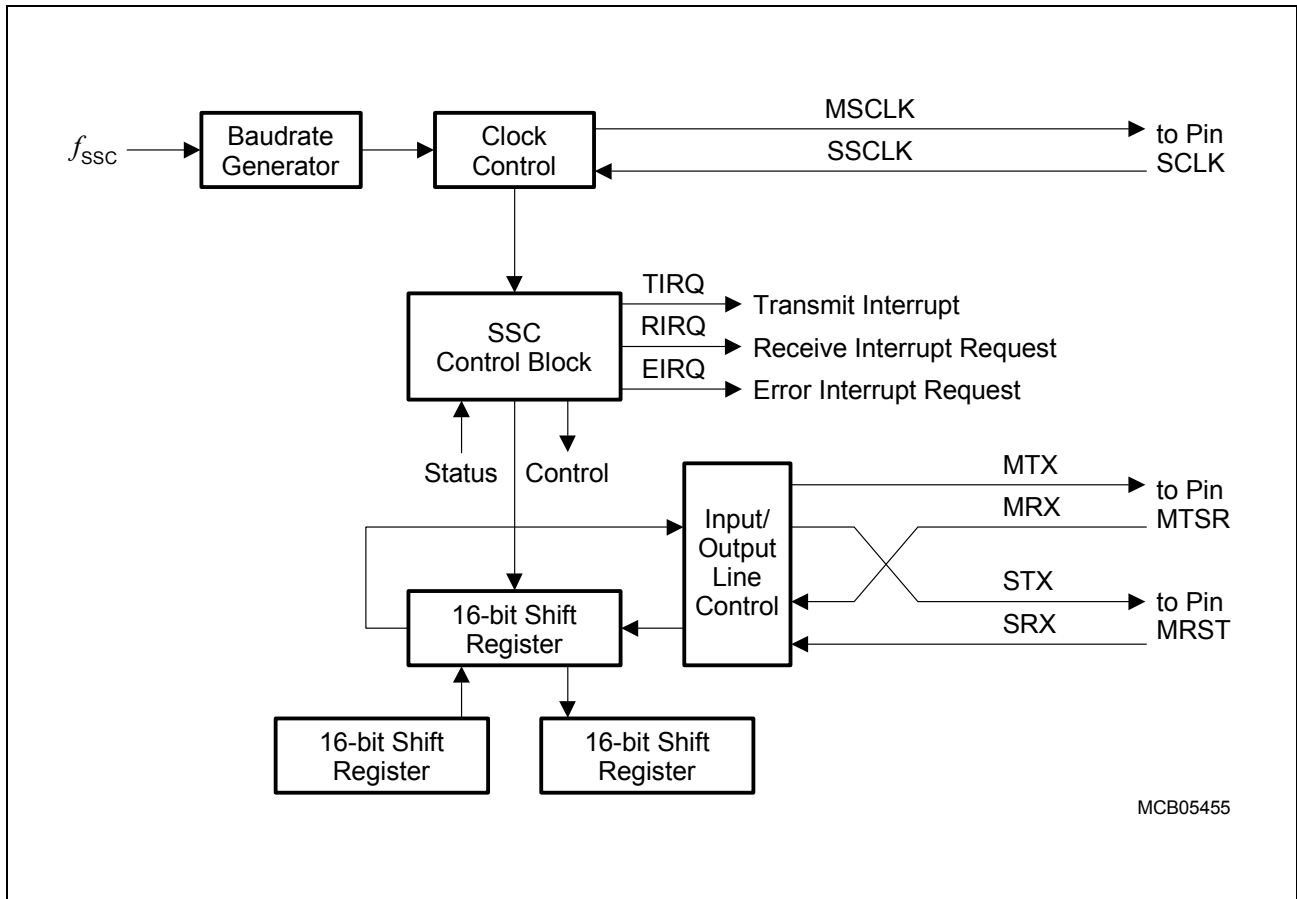 MSCLK
f SSC
Baudrate
Generator
Clock
Control
to Pin
SCLK
SSCLK
TIRQ
Transmit Interrupt
SSC
Control Block
RIRQ
Receive Interrupt Request
EIRQ
Error Interrupt Request
Status
Control
MTX
to Pin
MTSR
MRX
Input/
Output
Line
Control
STX
to Pin
MRST
SRX
16-bit Shift
Register
16-bit Shift
Register
16-bit Shift
Register
MCB05455